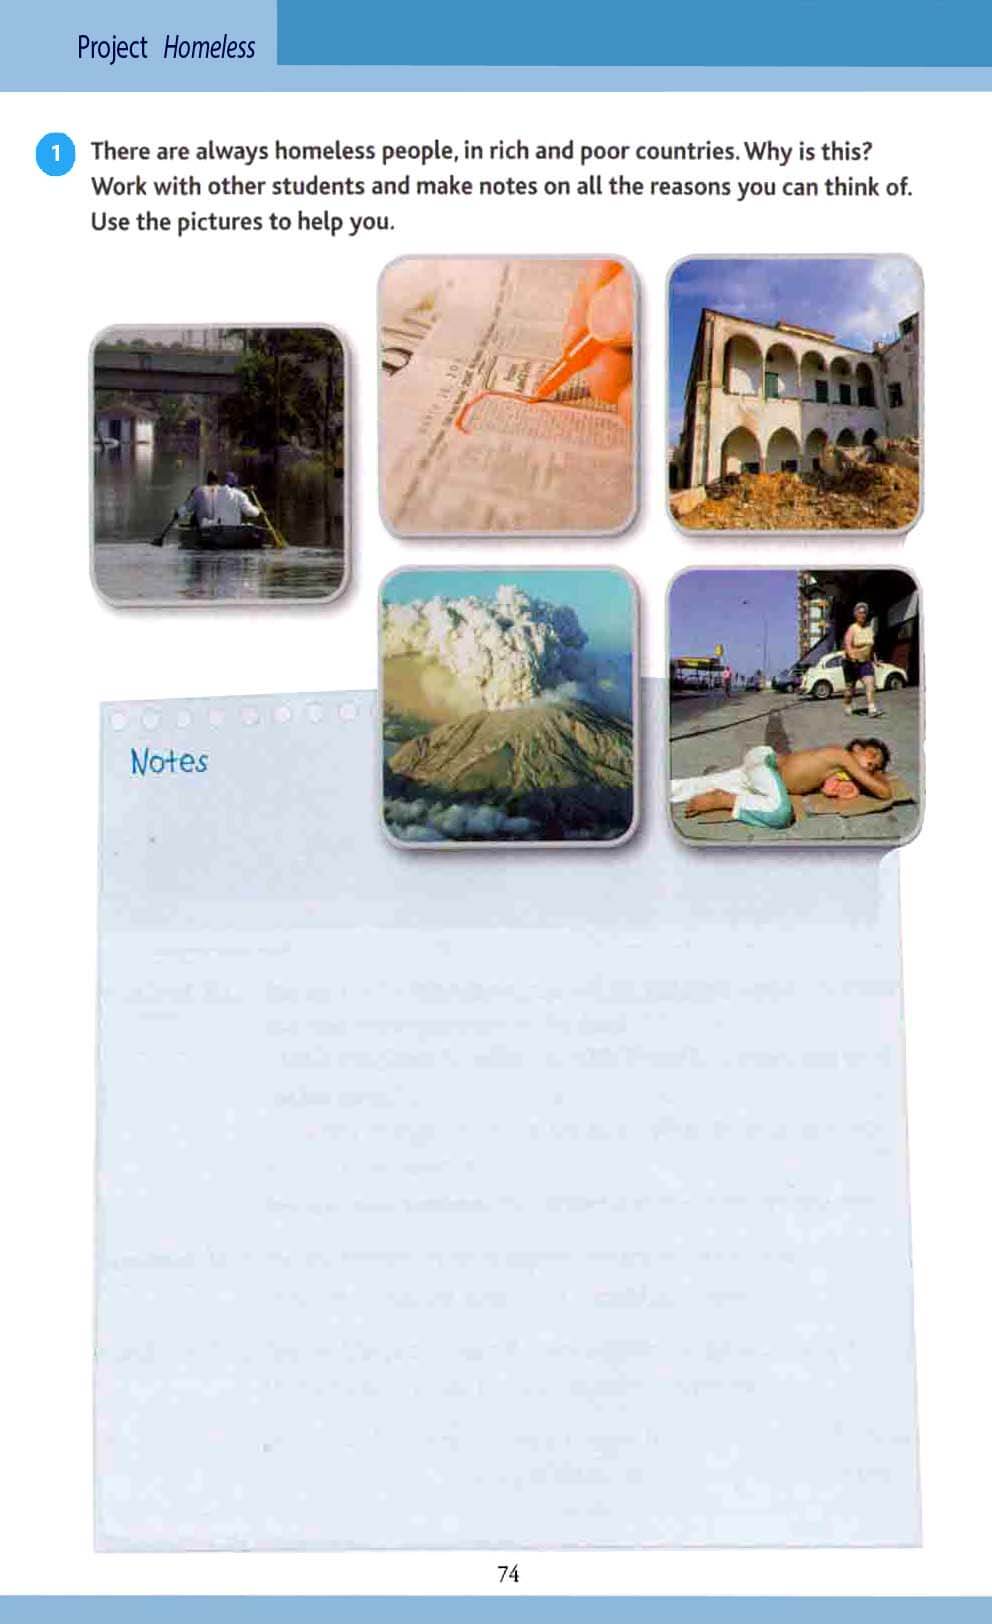 Project Homeless
1 There are always homeless people, in rich and poor countries. Why is this?
Work with other students and make notes on all the reasons you can think of.
Use the pictures to help you.
Notes
74